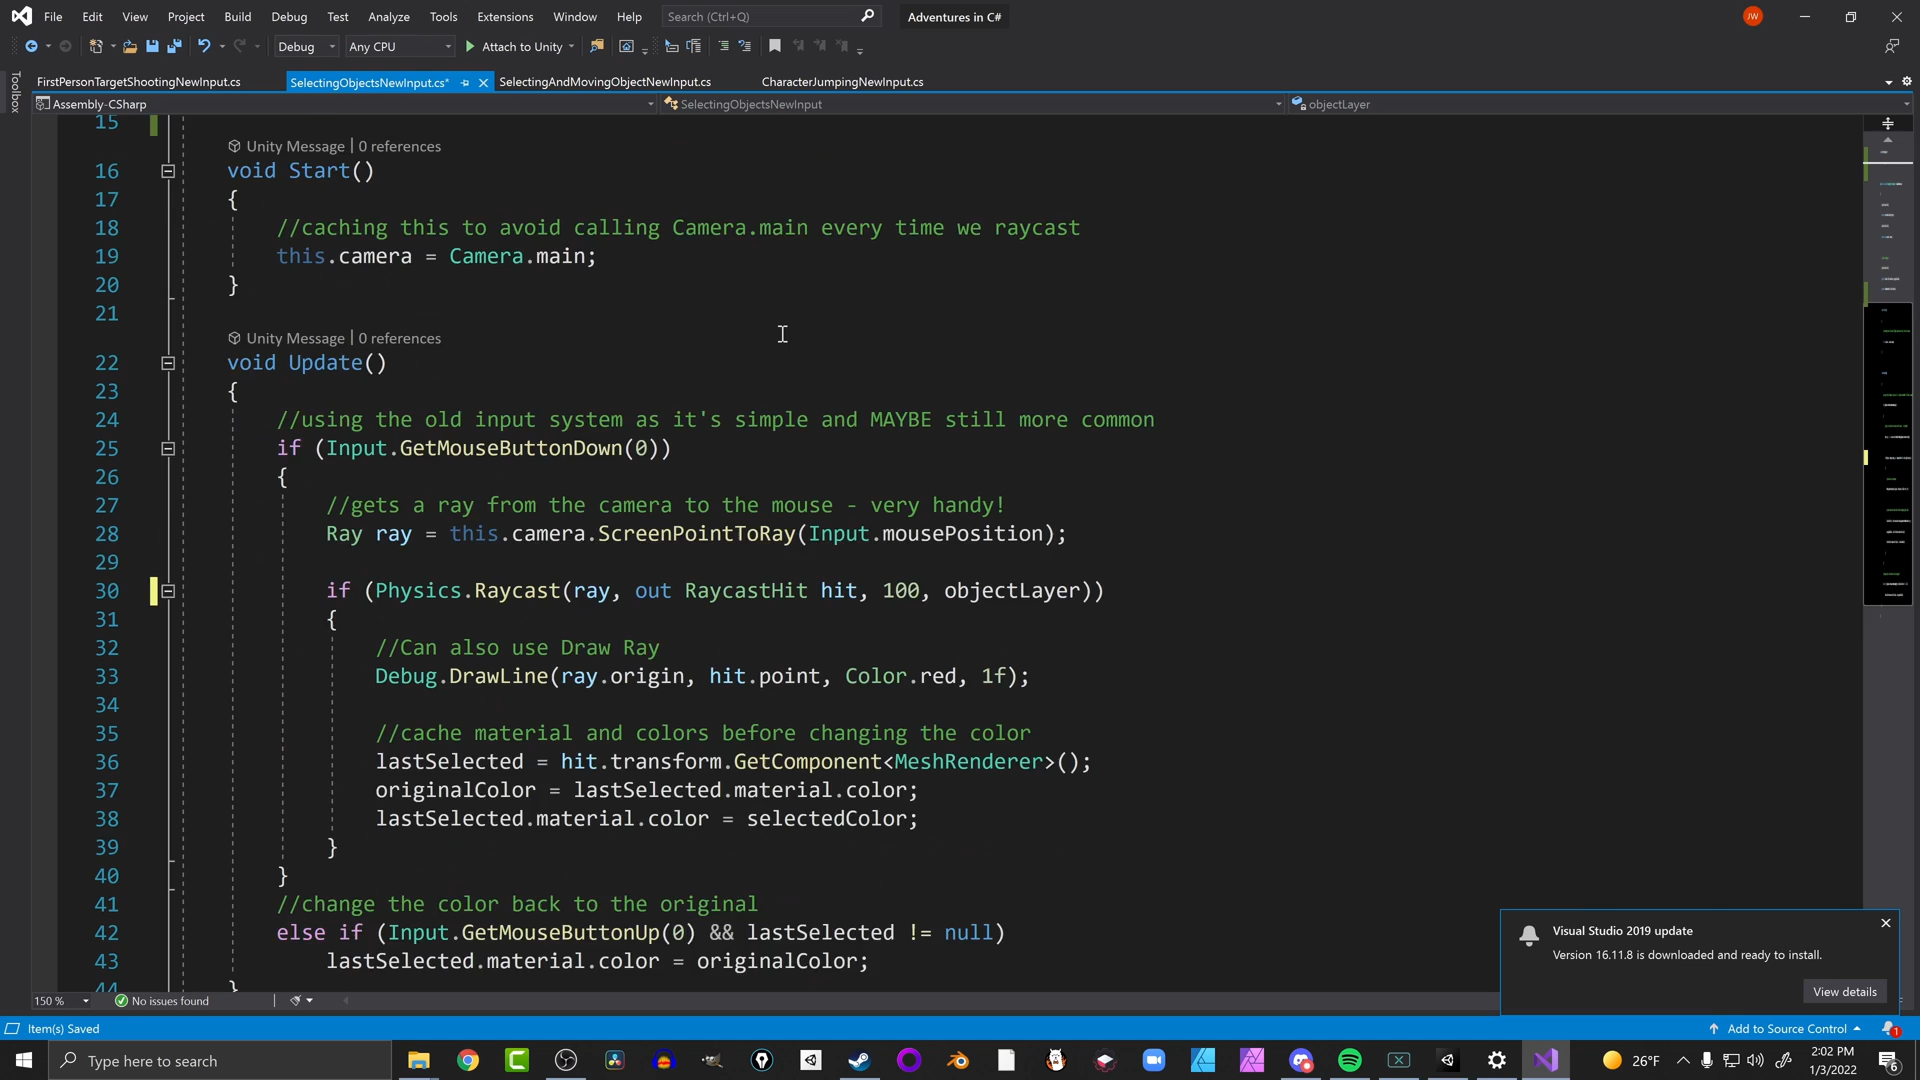 File Edit View Project Build Debug Test Analyze Tools Extensions Window Help Search (Ctrl+Q) Adventures in C# JW
Debug Any CPU Attach to Unity
Toolbox
FirstPersonTargetShootingNewInput.cs SelectingObjectsNewInput.cs* SelectingAndMovingObjectNewInput.cs CharacterJumpingNewInput.cs
Assembly-CSharp SelectingObjectsNewInput objectLayer
15
Unity Message | 0 references
16 void Start()
17 {
18 //caching this to avoid calling Camera.main every time we raycast
19 this.camera = Camera.main;
20 }
21
Unity Message | 0 references
22 void Update()
23 {
24 //using the old input system as it's simple and MAYBE still more common
25 if (Input.GetMouseButtonDown(0))
26 {
27 //gets a ray from the camera to the mouse - very handy!
28 Ray ray = this.camera.ScreenPointToRay(Input.mousePosition);
29
30 if (Physics.Raycast(ray, out RaycastHit hit, 100, objectLayer))
31 {
32 //Can also use Draw Ray
33 Debug.DrawLine(ray.origin, hit.point, Color.red, 1f);
34
35 //cache material and colors before changing the color
36 lastSelected = hit.transform.GetComponent<MeshRenderer>();
37 originalColor = lastSelected.material.color;
38 lastSelected.material.color = selectedColor;
39 }
40 }
41 //change the color back to the original
42 else if (Input.GetMouseButtonUp(0) && lastSelected != null)
43 lastSelected.material.color = originalColor;
44 }
Visual Studio 2019 update
Version 16.11.8 is downloaded and ready to install.
View details
150 % No issues found
Item(s) Saved Add to Source Control 1
Type here to search 26°F 2:02 PM
1/3/2022 6